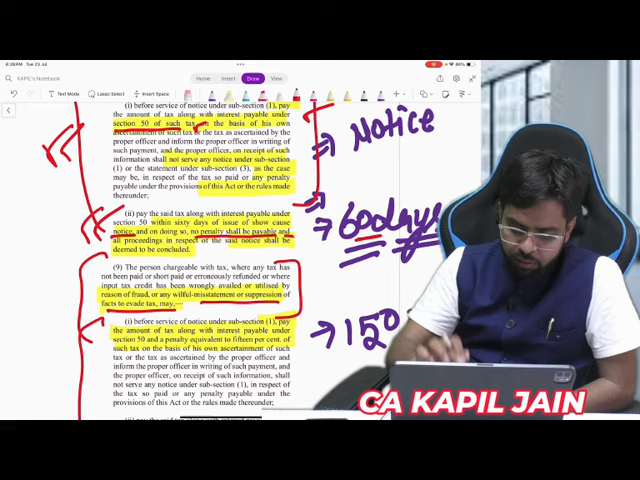 8:38 PM Tue 23 Jul
KAPIL's Notebook
Home
Insert
Draw
View
Text Mode
Lasso Select
Insert Space
(i) before service of notice under sub-section (1), pay
the amount of tax along with interest payable under
section 50 of such tax on the basis of his own
ascertainment of such tax or the tax as ascertained by the
proper officer and inform the proper officer in writing of
such payment, and the proper officer, on receipt of such
information shall not serve any notice under sub-section
(1) or the statement under sub-section (3), as the case
may be, in respect of the tax so paid or any penalty
payable under the provisions of this Act or the rules made
thereunder;
(ii) pay the said tax along with interest payable under
section 50 within sixty days of issue of show cause
notice, and on doing so, no penalty shall be payable and
all proceedings in respect of the said notice shall be
deemed to be concluded.
(9) The person chargeable with tax, where any tax has
not been paid or short paid or erroneously refunded or where
input tax credit has been wrongly availed or utilised by
reason of fraud, or any wilful-misstatement or suppression of
facts to evade tax, may,—
(i) before service of notice under sub-section (1), pay
the amount of tax along with interest payable under
section 50 and a penalty equivalent to fifteen per cent. of
such tax on the basis of his own ascertainment of such
tax or the tax as ascertained by the proper officer and
inform the proper officer in writing of such payment, and
the proper officer, on receipt of such information, shall
not serve any notice under sub-section (1), in respect of
the tax so paid or any penalty payable under the
provisions of this Act or the rules made thereunder;
Notice
60days
CA KAPIL JAIN